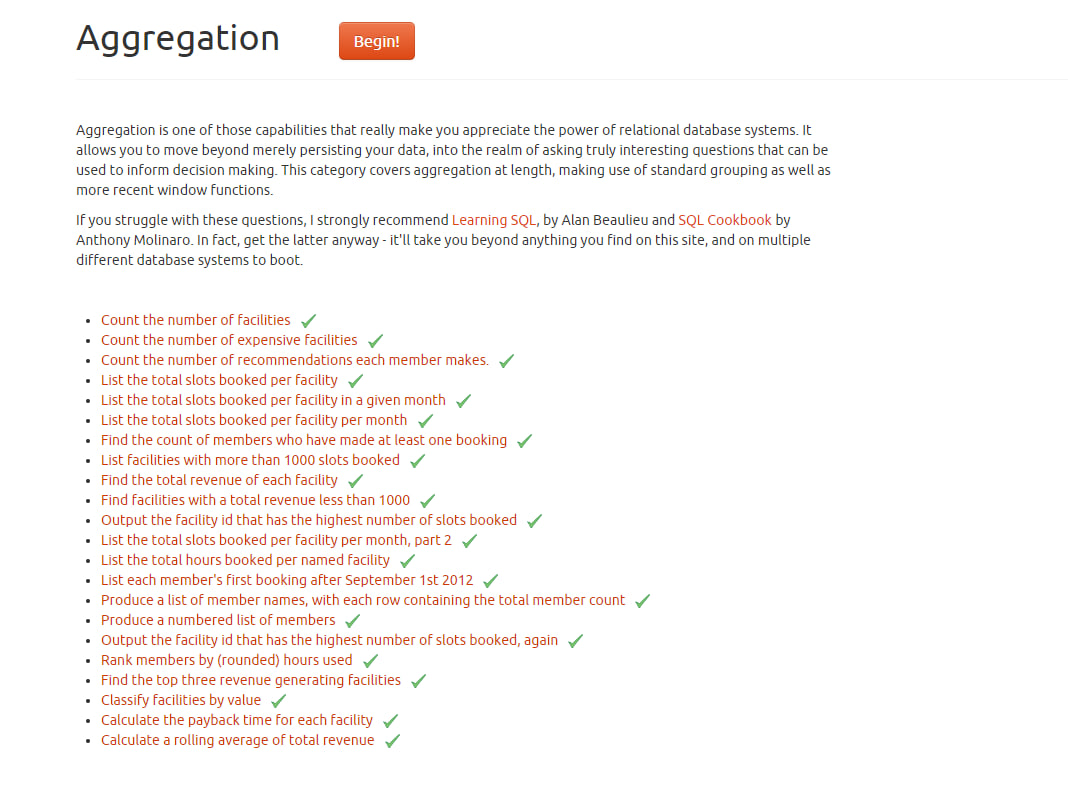 Aggregation
Begin!
Aggregation is one of those capabilities that really make you appreciate the power of relational database systems. It
allows you to move beyond merely persisting your data, into the realm of asking truly interesting questions that can be
used to inform decision making. This category covers aggregation at length, making use of standard grouping as well as
more recent window functions.
If you struggle with these questions, I strongly recommend Learning SQL, by Alan Beaulieu and SQL Cookbook by
Anthony Molinaro. In fact, get the latter anyway - it'll take you beyond anything you find on this site, and on multiple
different database systems to boot.
Count the number of facilities
Count the number of expensive facilities
Count the number of recommendations each member makes.
List the total slots booked per facility
List the total slots booked per facility in a given month
List the total slots booked per facility per month
Find the count of members who have made at least one booking
List facilities with more than 1000 slots booked
Find the total revenue of each facility
Find facilities with a total revenue less than 1000
Output the facility id that has the highest number of slots booked
List the total slots booked per facility per month, part 2
List the total hours booked per named facility
List each member's first booking after September 1st 2012
Produce a list of member names, with each row containing the total member count
Produce a numbered list of members
Output the facility id that has the highest number of slots booked, again
Rank members by (rounded) hours used
Find the top three revenue generating facilities
Classify facilities by value
Calculate the payback time for each facility
Calculate a rolling average of total revenue